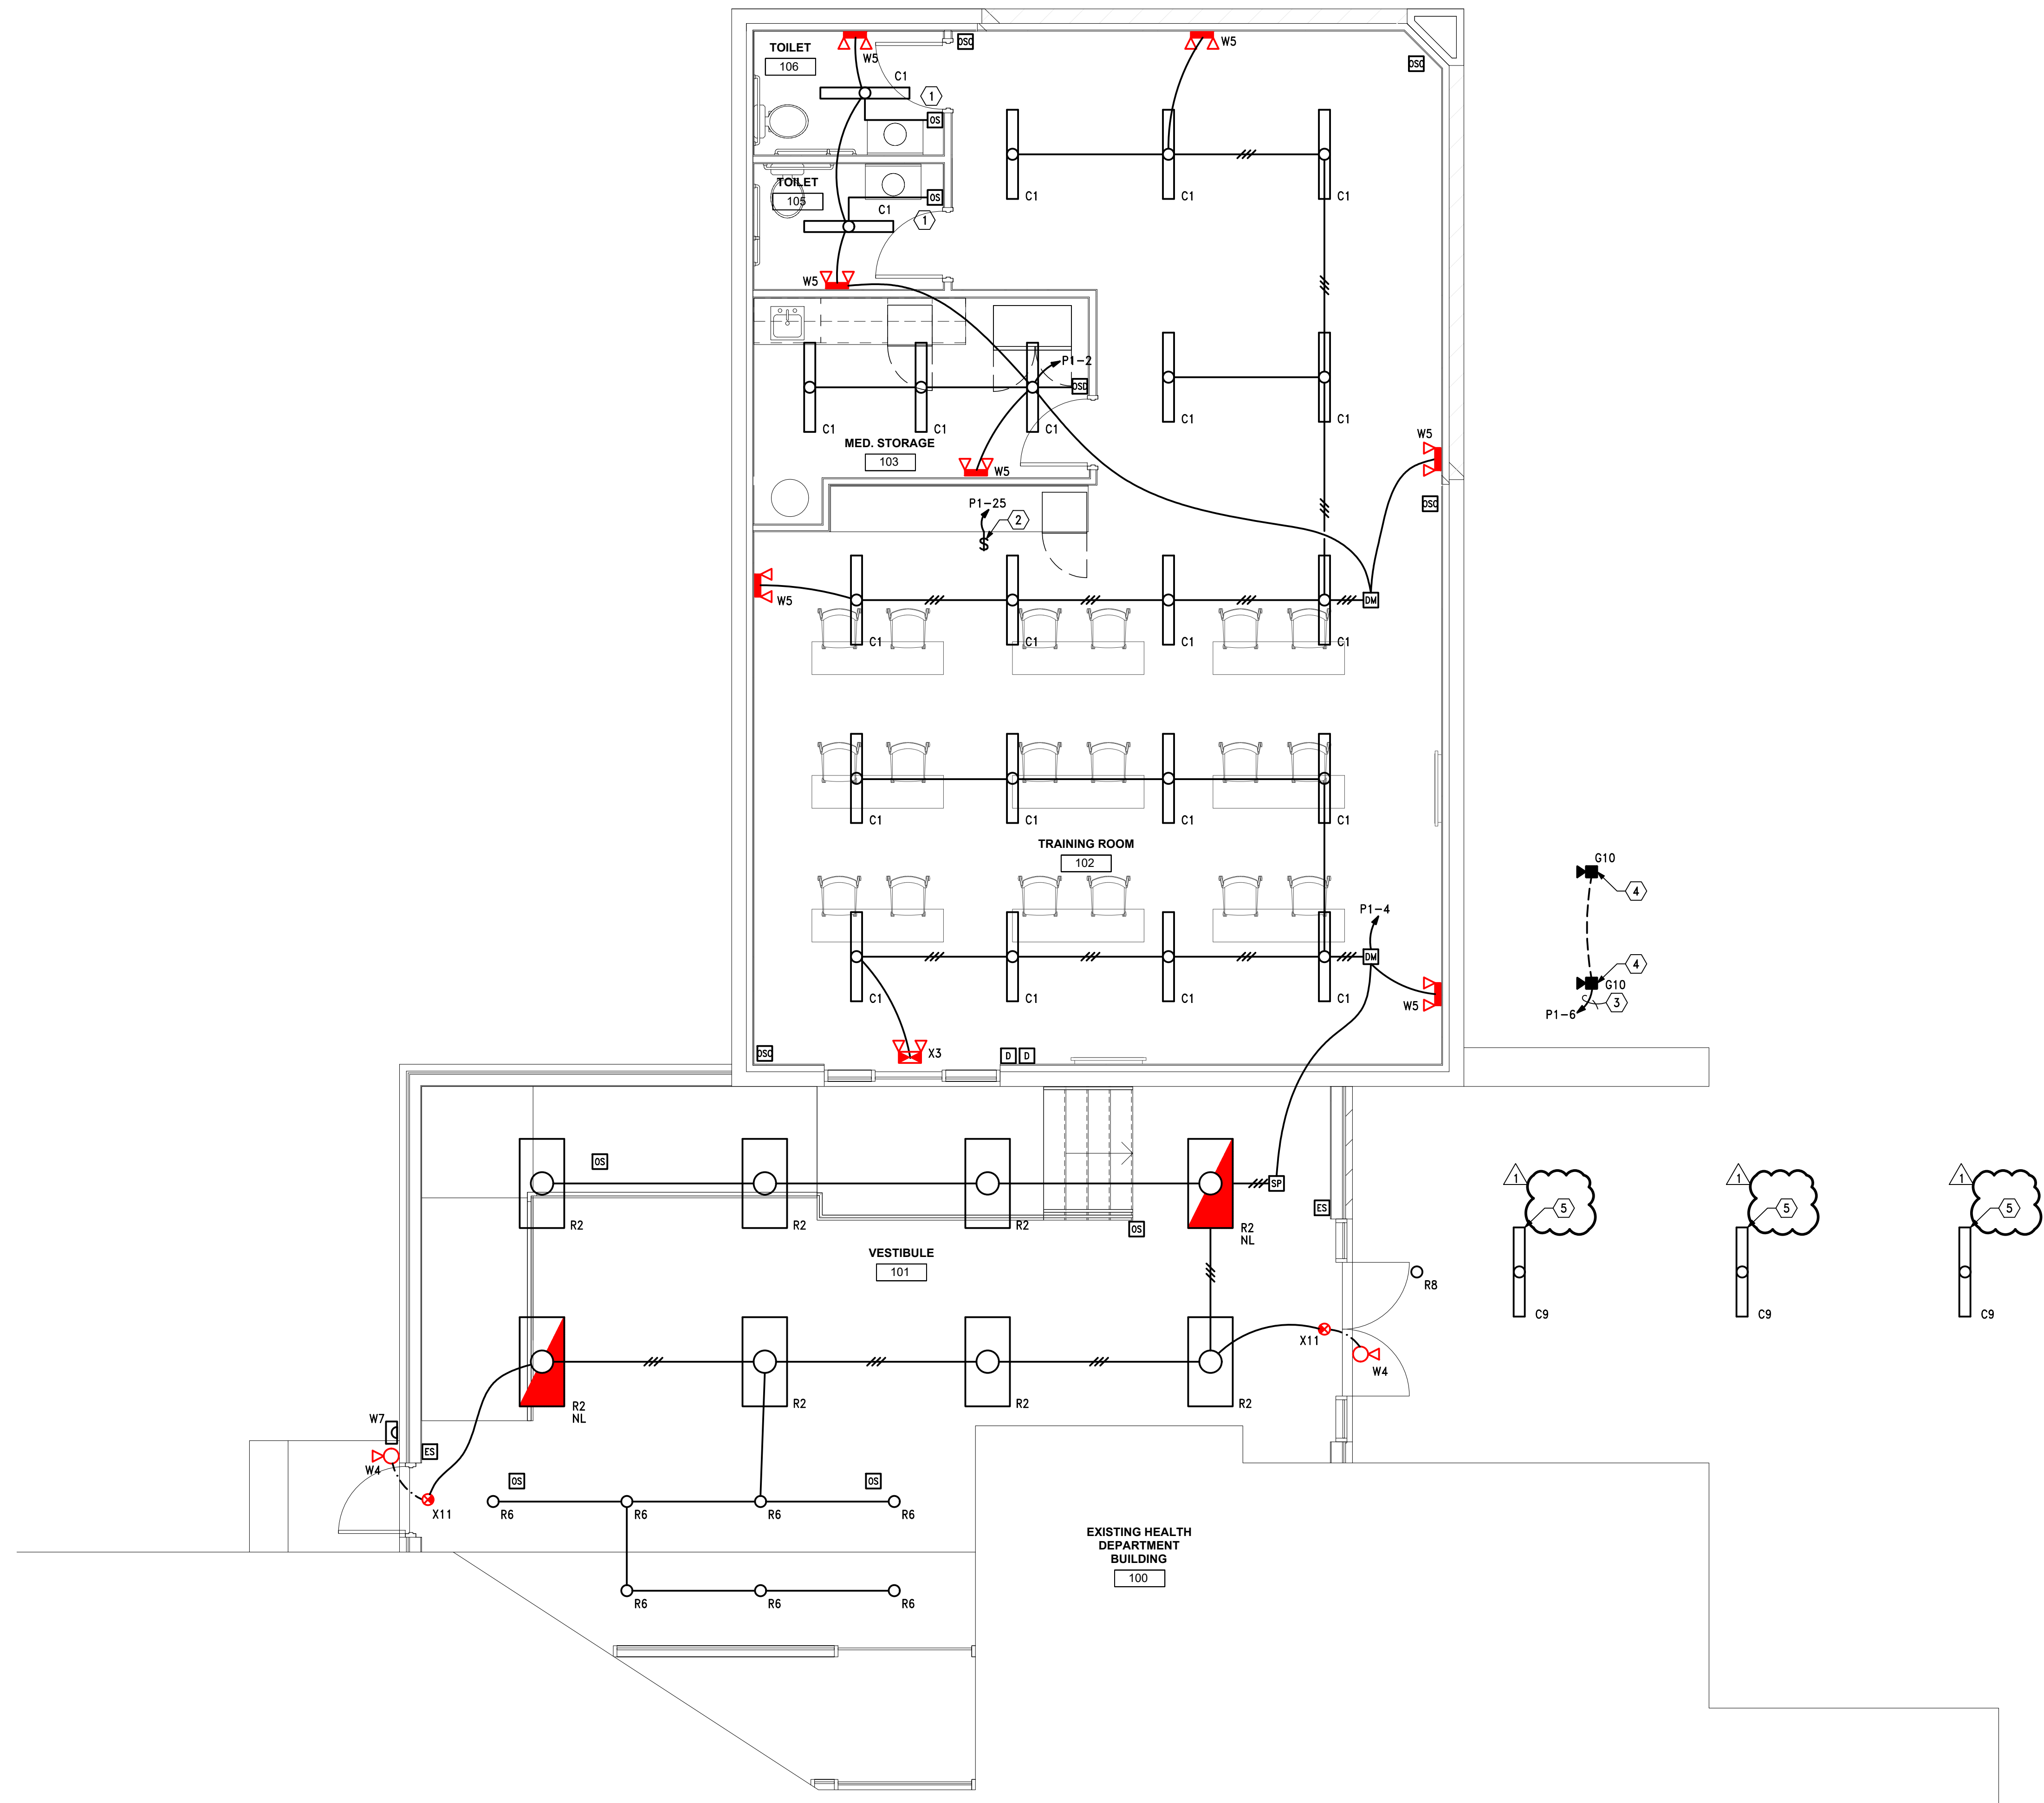 TOILET
106
W5
C1
1
OS
DSO
W5
DSO
TOILET
105
C1
OS
1
C1
C1
C1
W5
P1-2
DSD
C1
C1
C1
C1
C1
MED. STORAGE
103
W5
W5
DSO
P1-25
2
$
W5
DM
C1
C1
C1
C1
C1
C1
C1
C1
TRAINING ROOM
102
G10
4
P1-4
DM
4
G10
3
P1-6
W5
C1
C1
C1
C1
X3
DSO
D
D
OS
SP
ES
OS
R2
R2
R2
R2
NL
VESTIBULE
101
R8
1
5
C9
1
5
C9
1
5
C9
X11
W4
R2
NL
R2
R2
R2
W7
ES
W4
X11
OS
OS
R6
R6
R6
R6
EXISTING HEALTH
DEPARTMENT
BUILDING
100
R6
R6
R6